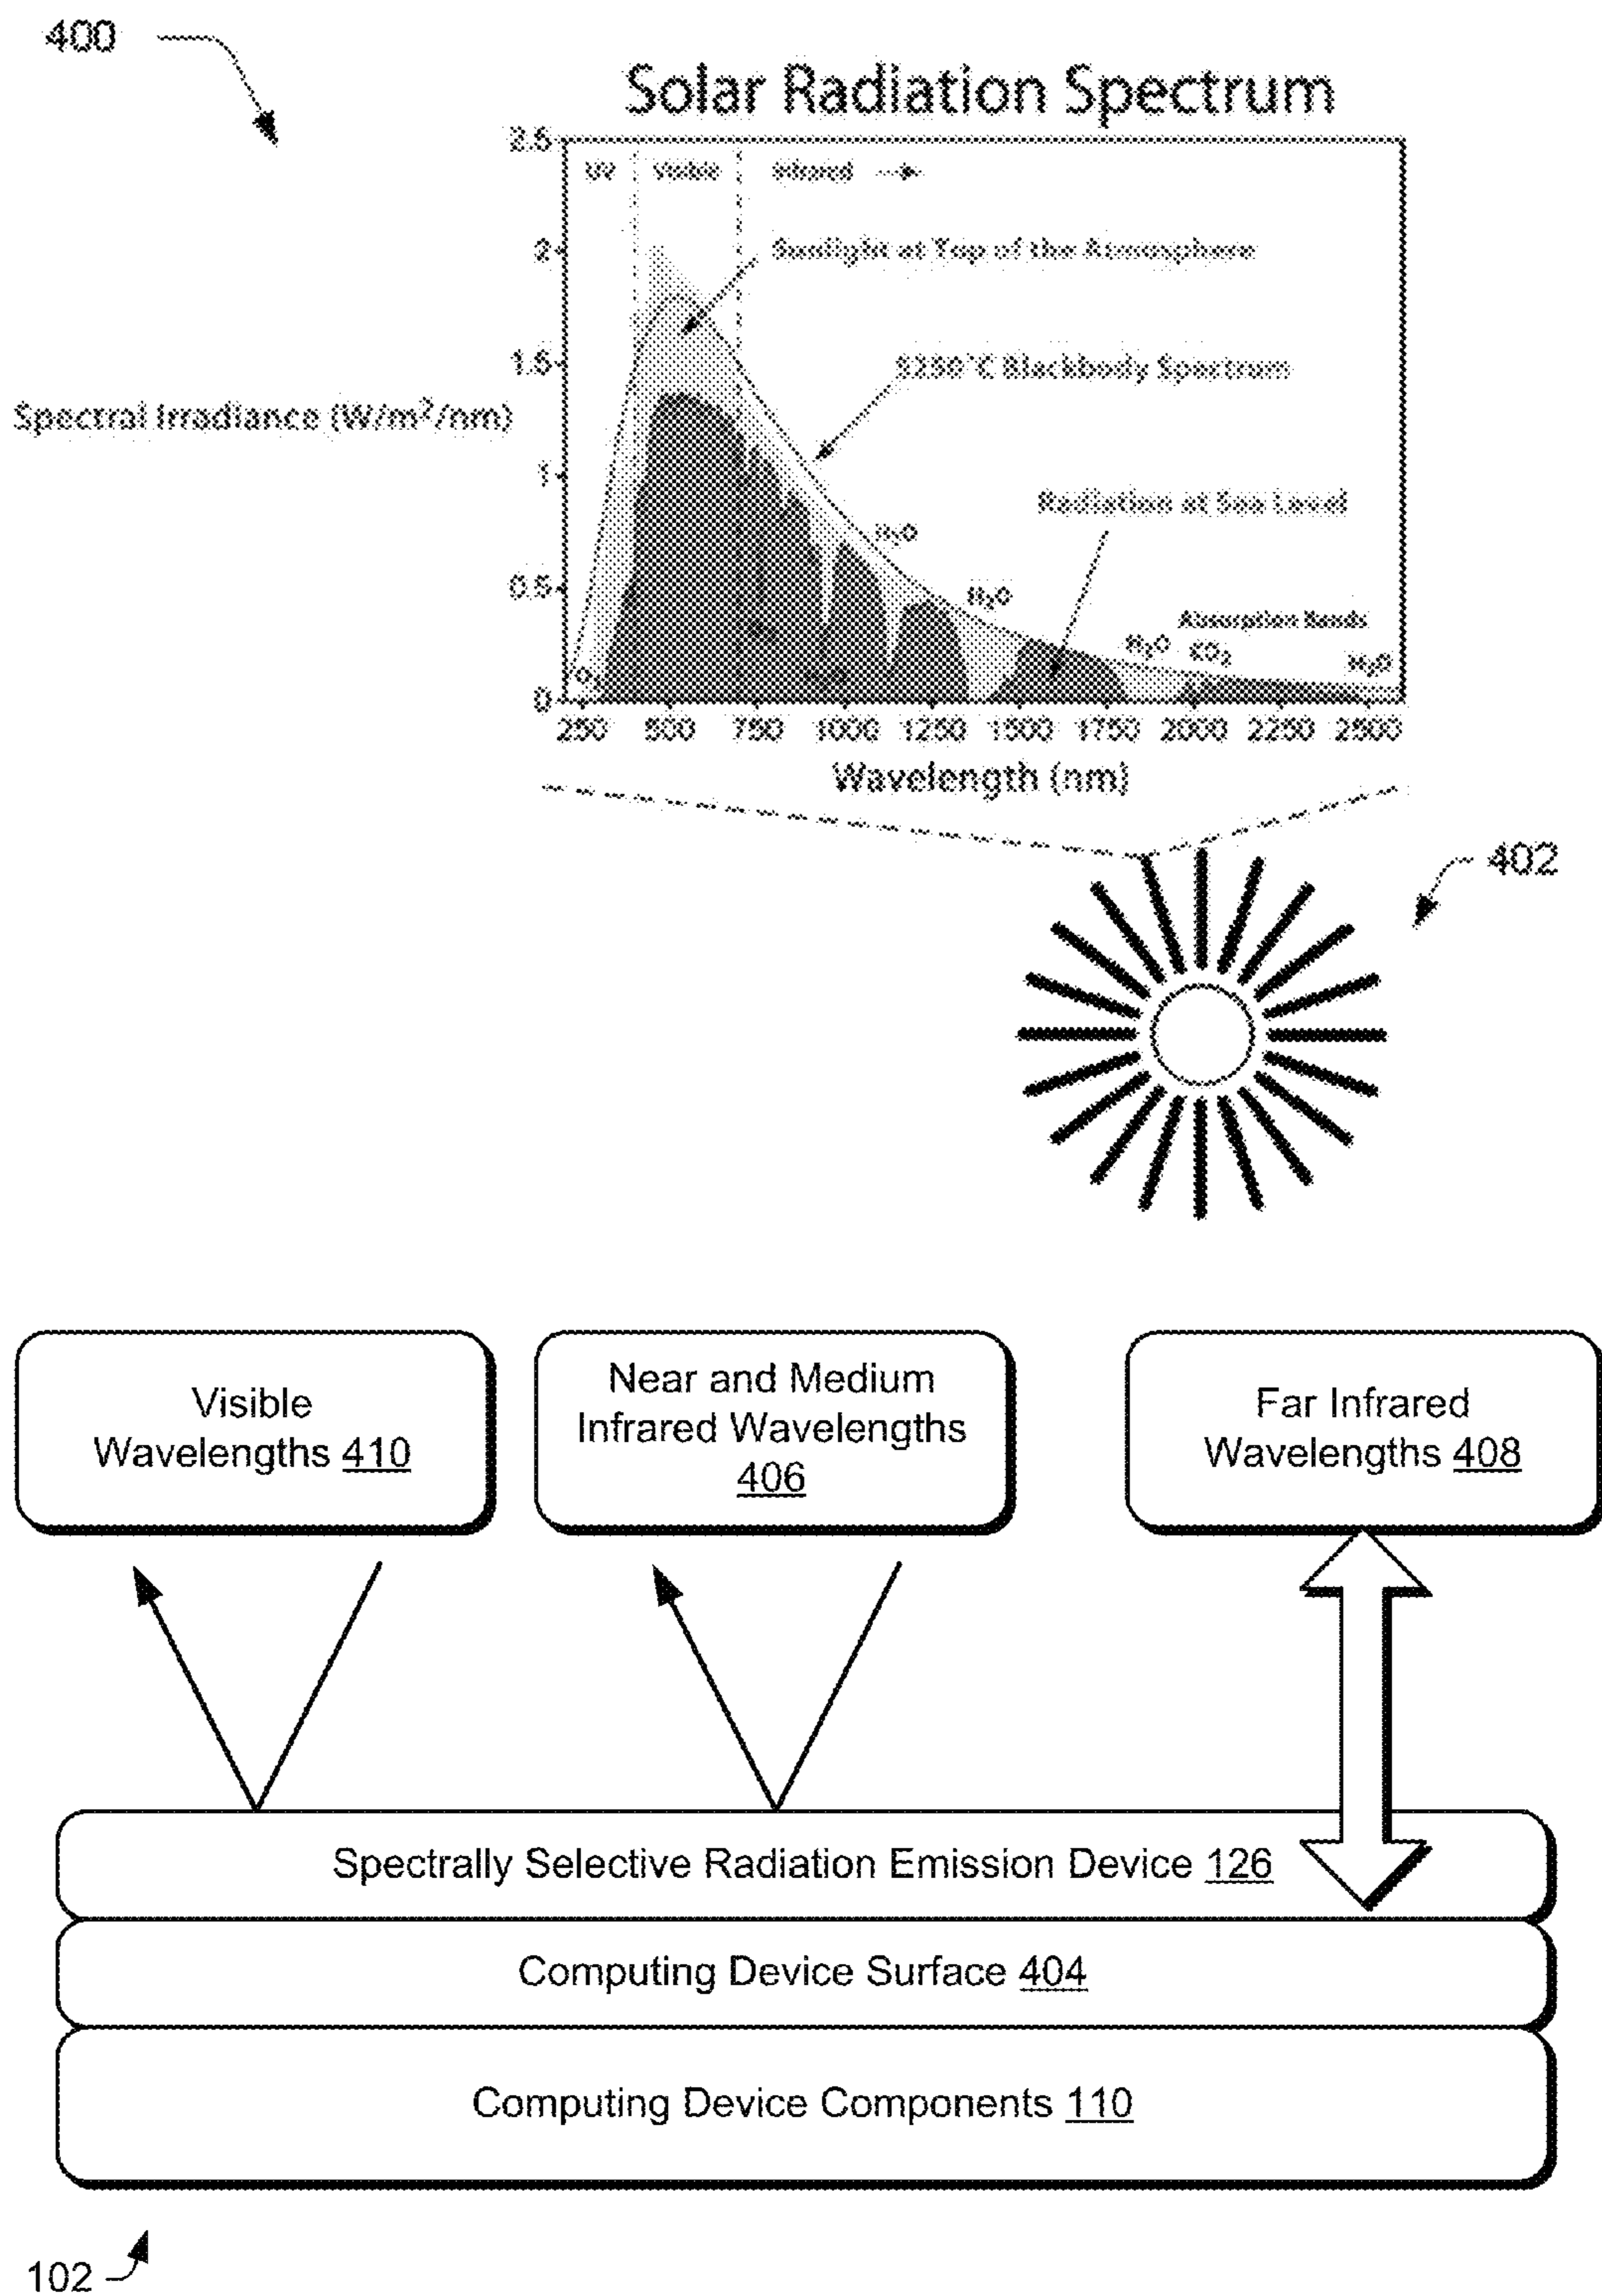 400
Solar Radiation Spectrum
2.5
UV Visible Infrared
2
Sunlight at Top of the Atmosphere
1.5
5250°C Blackbody Spectrum
Spectral Irradiance (W/m²/nm)
1
Radiation at Sea Level
H₂O
0.5
H₂O
Absorption Bands
H₂O CO₂
H₂O
0
250 500 750 1000 1250 1500 1750 2000 2250 2500
Wavelength (nm)
402
Visible
Wavelengths 410
Near and Medium
Infrared Wavelengths
406
Far Infrared
Wavelengths 408
Spectrally Selective Radiation Emission Device 126
Computing Device Surface 404
Computing Device Components 110
102